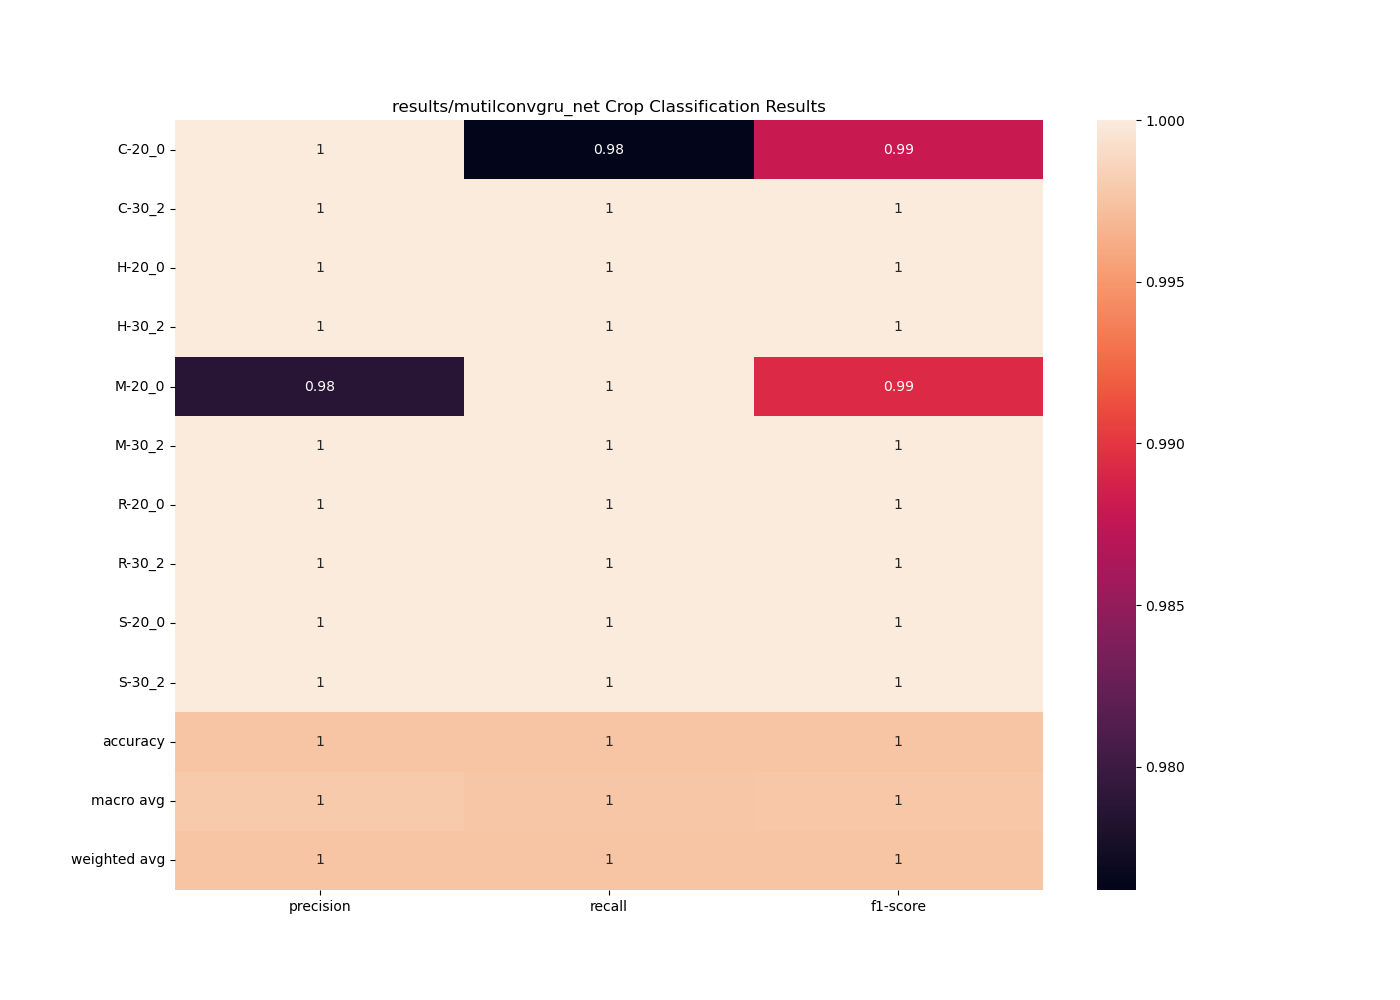 results/mutilconvgru_net Crop Classification Results
C-20_0 1 0.98 0.99
C-30_2 1 1 1
H-20_0 1 1 1
H-30_2 1 1 1
M-20_0 0.98 1 0.99
M-30_2 1 1 1
R-20_0 1 1 1
R-30_2 1 1 1
S-20_0 1 1 1
S-30_2 1 1 1
accuracy 1 1 1
macro avg 1 1 1
weighted avg 1 1 1
precision recall f1-score
1.000
0.995
0.990
0.985
0.980